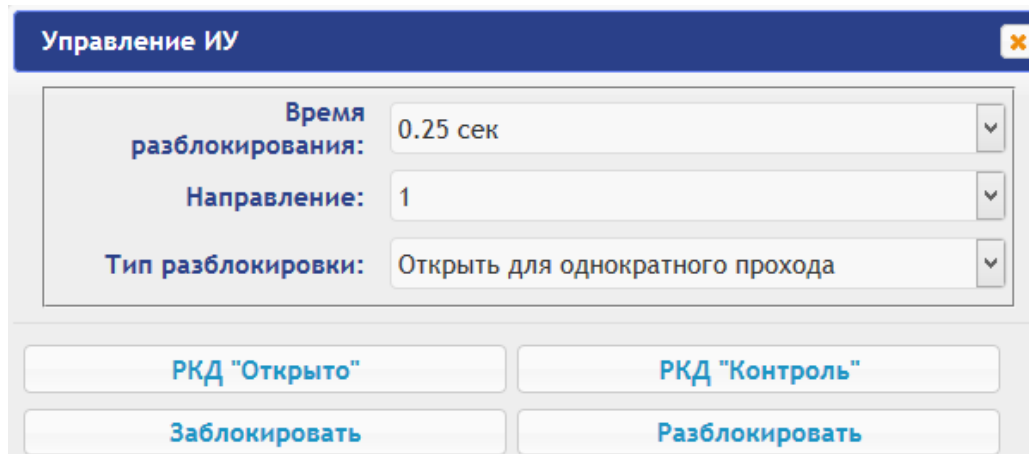 Управление ИУ
Время
разблокирования:
0.25 сек
Направление:
1
Тип разблокировки:
Открыть для однократного прохода
РКД "Открыто"
РКД "Контроль"
Заблокировать
Разблокировать